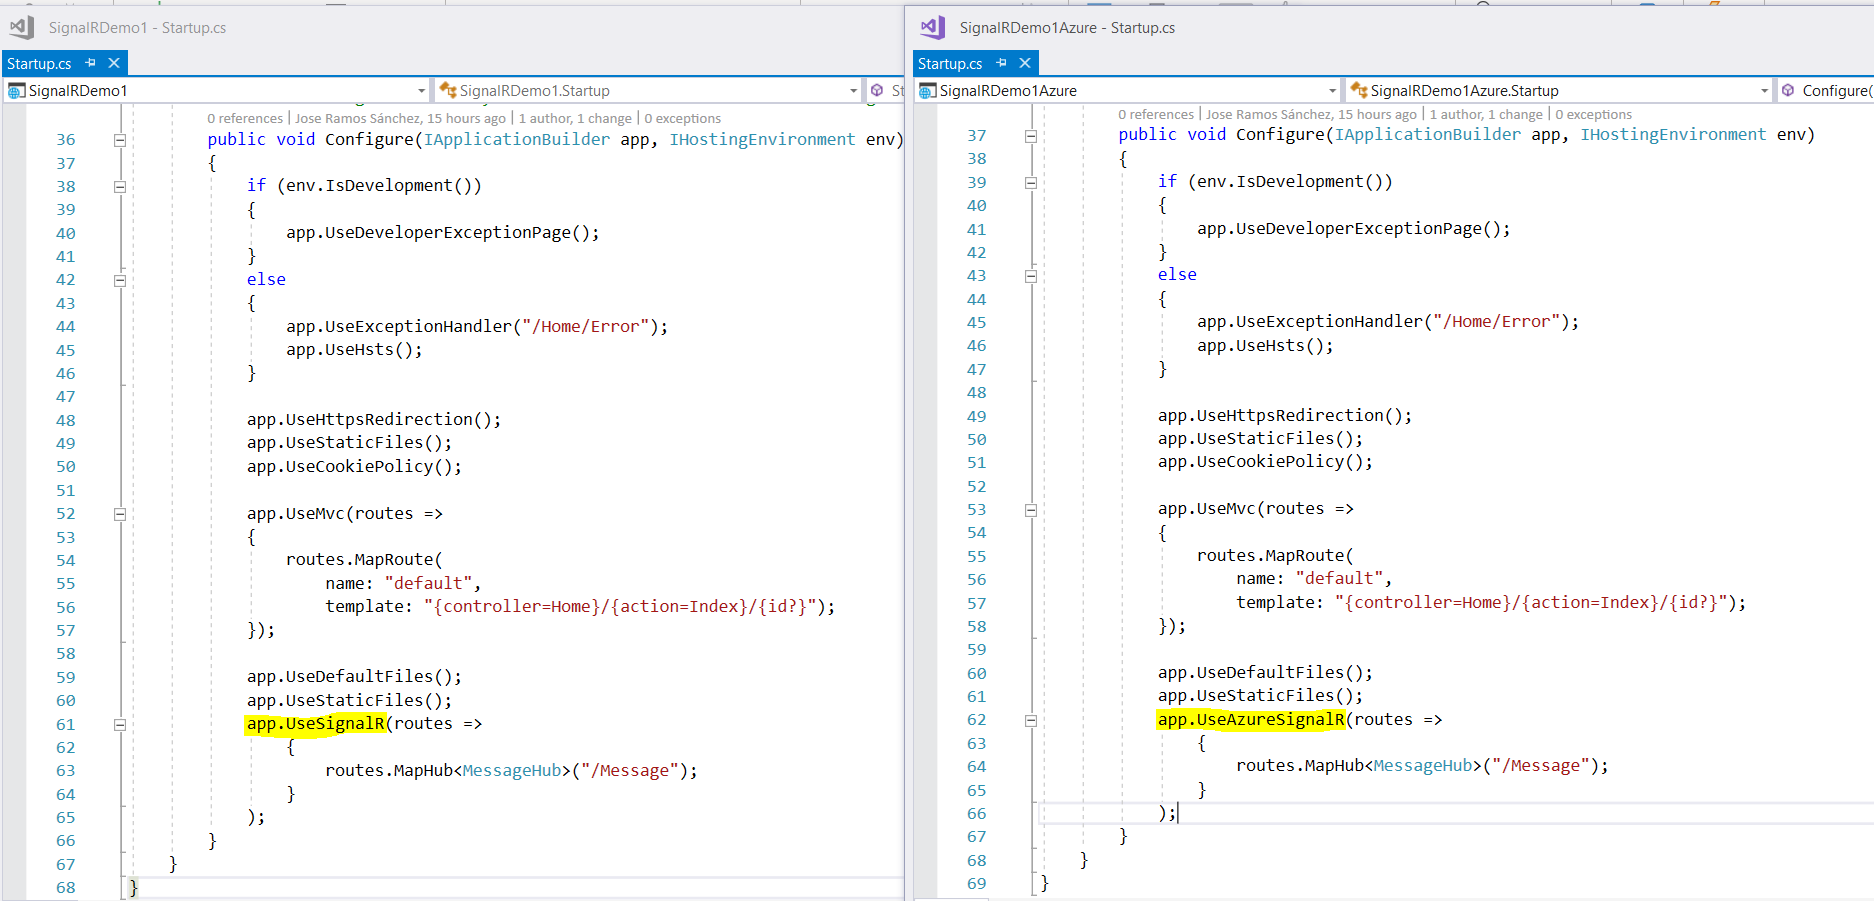 SignalRDemo1 - Startup.cs
Startup.cs
SignalRDemo1
SignalRDemo1.Startup
St
0 references | Jose Ramos Sánchez, 15 hours ago | 1 author, 1 change | 0 exceptions
36 public void Configure(IApplicationBuilder app, IHostingEnvironment env)
37 {
38 if (env.IsDevelopment())
39 {
40 app.UseDeveloperExceptionPage();
41 }
42 else
43 {
44 app.UseExceptionHandler("/Home/Error");
45 app.UseHsts();
46 }
47
48 app.UseHttpsRedirection();
49 app.UseStaticFiles();
50 app.UseCookiePolicy();
51
52 app.UseMvc(routes =>
53 {
54 routes.MapRoute(
55 name: "default",
56 template: "{controller=Home}/{action=Index}/{id?}");
57 });
58
59 app.UseDefaultFiles();
60 app.UseStaticFiles();
61 app.UseSignalR(routes =>
62 {
63 routes.MapHub<MessageHub>("/Message");
64 }
65 );
66 }
67 }
68 }
SignalRDemo1Azure - Startup.cs
Startup.cs
SignalRDemo1Azure
SignalRDemo1Azure.Startup
Configure(
0 references | Jose Ramos Sánchez, 15 hours ago | 1 author, 1 change | 0 exceptions
37 public void Configure(IApplicationBuilder app, IHostingEnvironment env)
38 {
39 if (env.IsDevelopment())
40 {
41 app.UseDeveloperExceptionPage();
42 }
43 else
44 {
45 app.UseExceptionHandler("/Home/Error");
46 app.UseHsts();
47 }
48
49 app.UseHttpsRedirection();
50 app.UseStaticFiles();
51 app.UseCookiePolicy();
52
53 app.UseMvc(routes =>
54 {
55 routes.MapRoute(
56 name: "default",
57 template: "{controller=Home}/{action=Index}/{id?}");
58 });
59
60 app.UseDefaultFiles();
61 app.UseStaticFiles();
62 app.UseAzureSignalR(routes =>
63 {
64 routes.MapHub<MessageHub>("/Message");
65 }
66 );
67 }
68 }
69 }